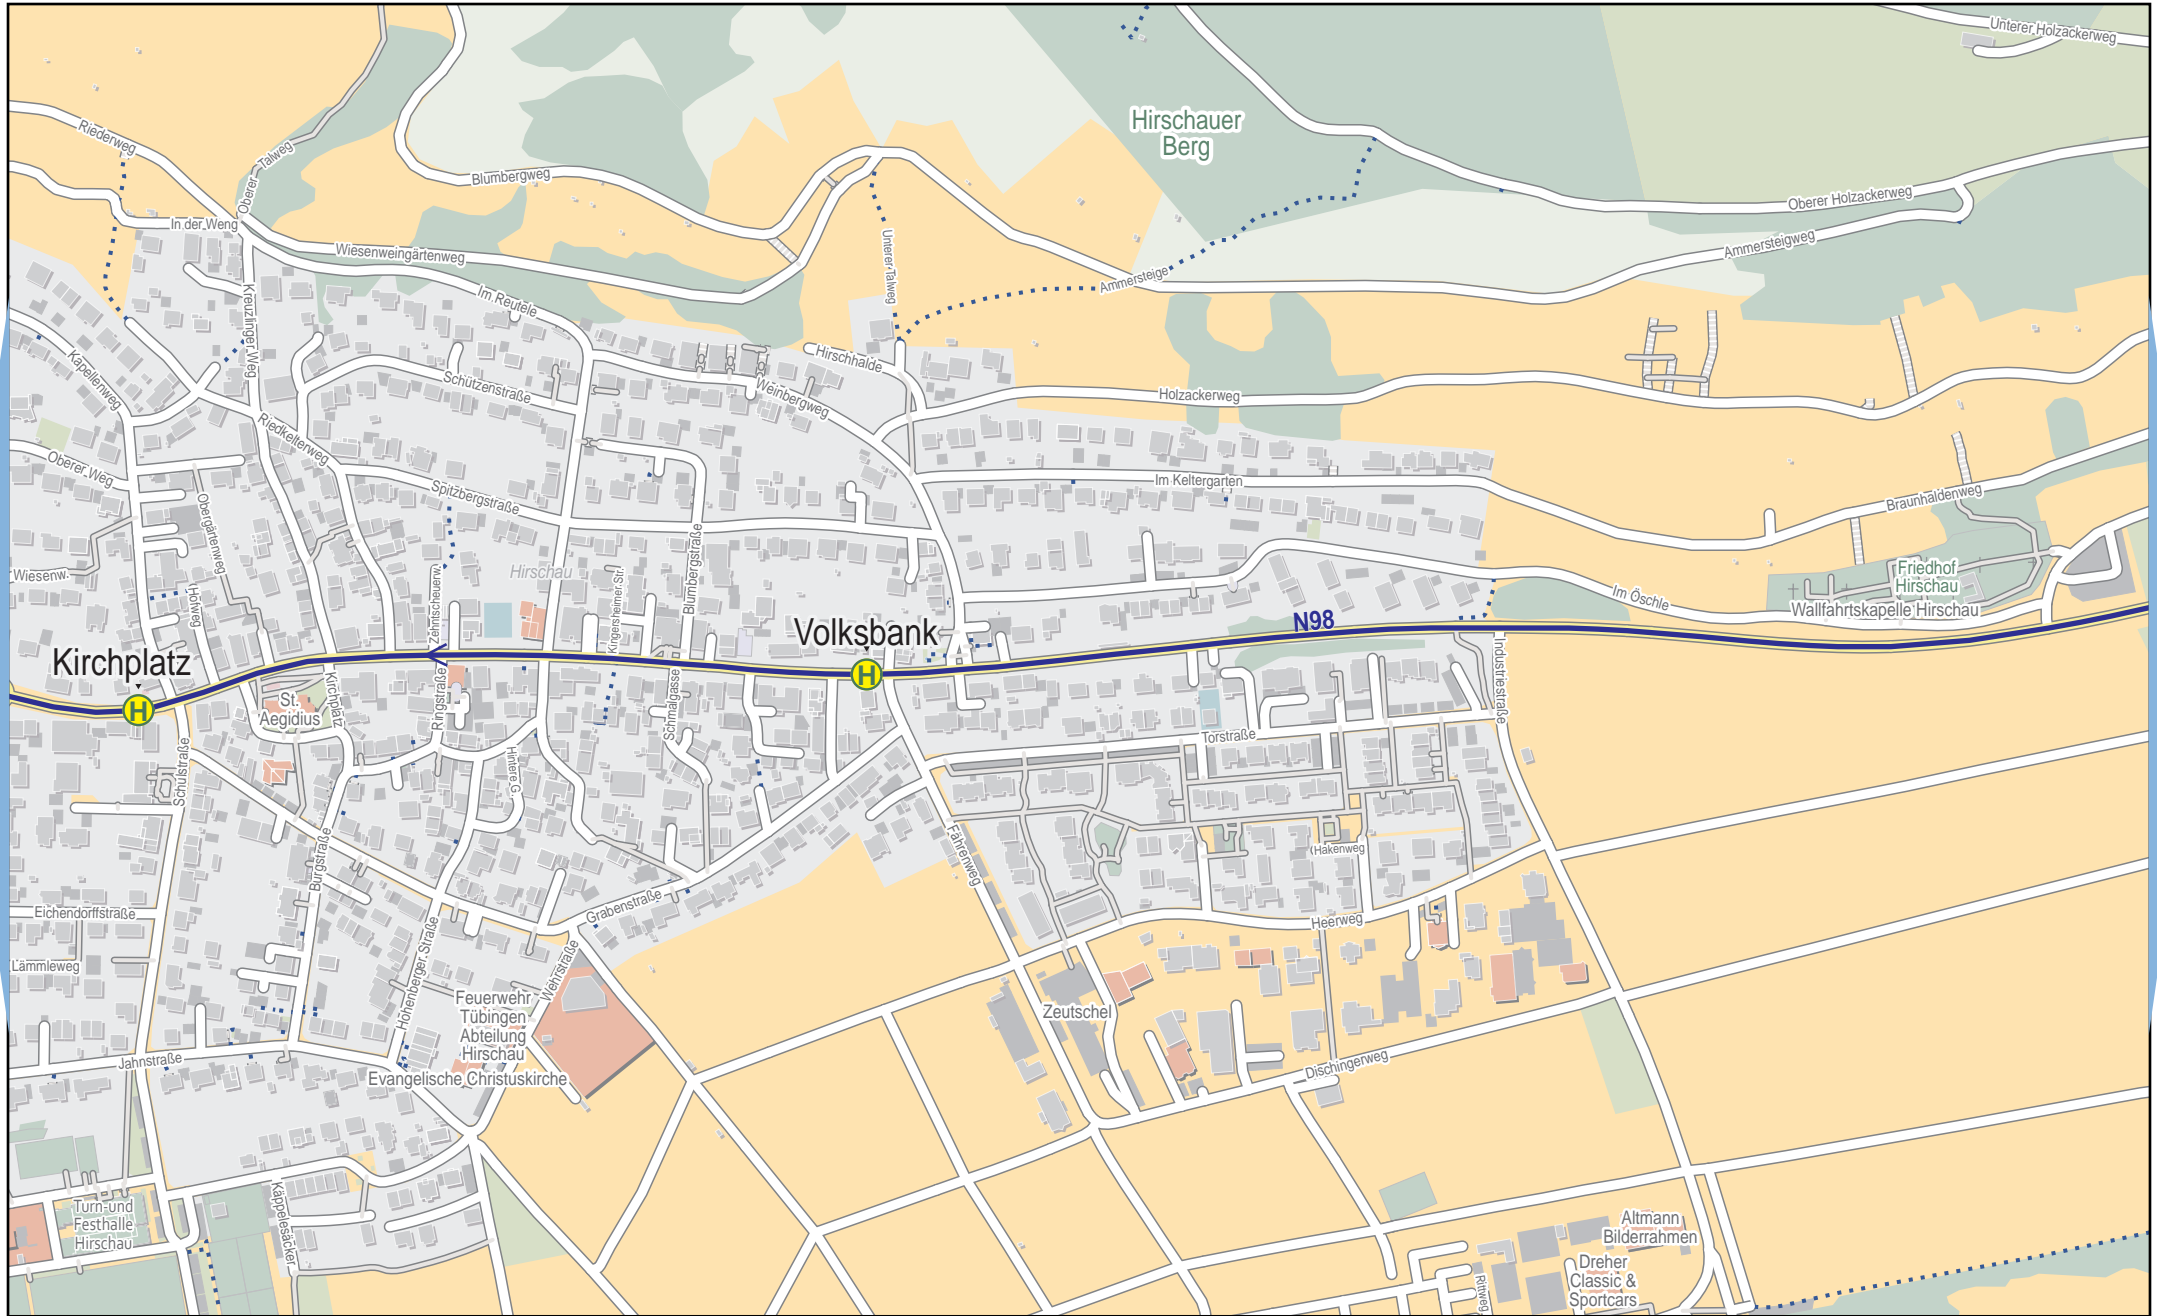 Unterer Holzackerweg
Hirschauer
Berg
Riederweg
Oberer Talweg
Blumbergweg
Oberer Holzackerweg
In der Weng
Wiesenweingärtenweg
Unterer Talweg
Ammersteigweg
Ammersteige
Im Reutele
Kreuzlinger Weg
Kapellenweg
Hirschhalde
Schützenstraße
Weinbergweg
Holzackerweg
Riedkelterweg
Oberer Weg
Spitzbergstraße
Im Keltergarten
Braunhaldenweg
Obergärtenweg
Blumbergstraße
Wiesenw.
Hirschau
Hofweg
Zehntscheuerw.
Kingersheimer Str.
Friedhof
Hirschau
Im Öschle
Wallfahrtskapelle Hirschau
N98
Volksbank
H
Kirchplatz
H
St.
Aegidius
Kirchplatz
Ringstraße
Schmalgasse
Industriestraße
Torstraße
Schulstraße
Hintere G.
Fährenweg
Hakenweg
Burgstraße
Grabenstraße
Heerweg
Eichendorffstraße
Lämmleweg
Hohenberger Straße
Wehrstraße
Feuerwehr
Tübingen
Abteilung
Hirschau
Zeutschel
Jahnstraße
Evangelische Christuskirche
Dischingerweg
Käppelesäcker
Turn-und
Festhalle
Hirschau
Altmann
Bilderrahmen
Dreher
Classic &
Sportcars
Rittweg